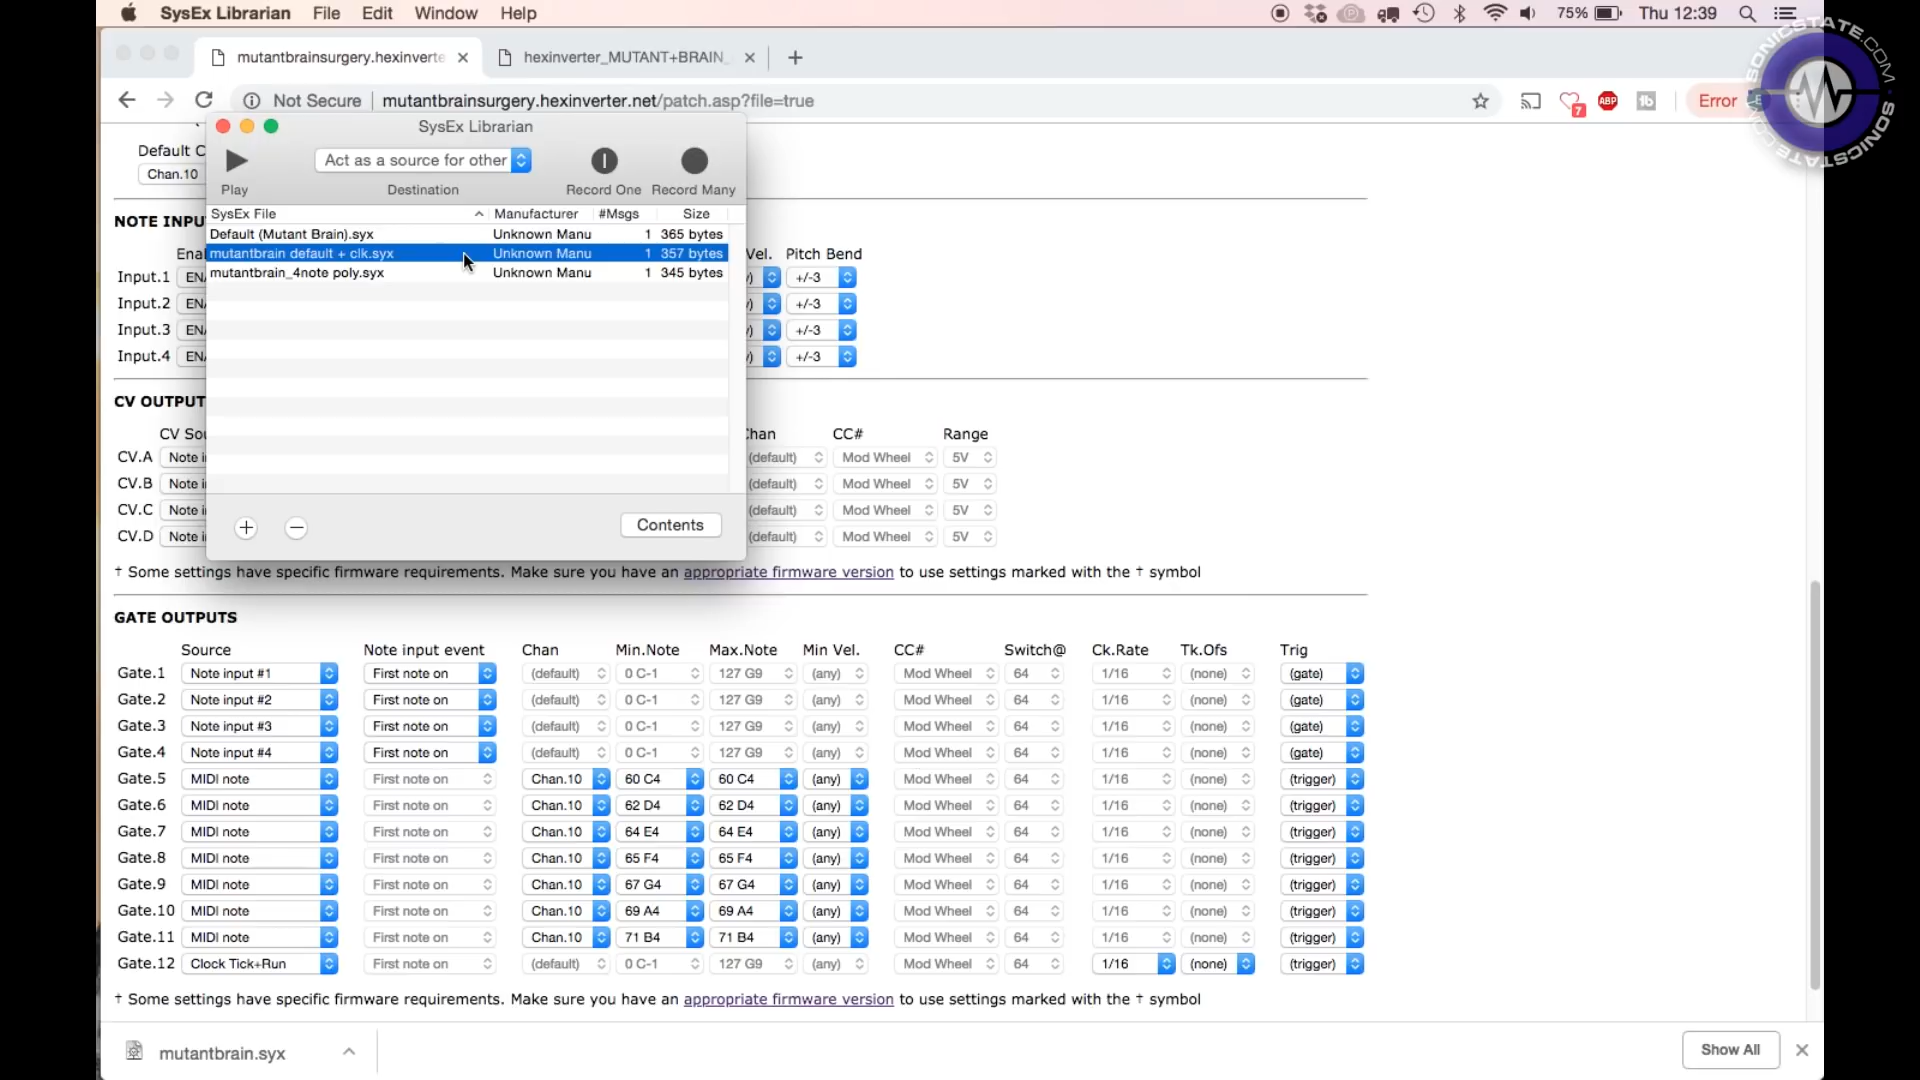 SysEx Librarian File Edit Window Help 75% Thu 12:39
mutantbrainsurgery.hexinverte hexinverter_MUTANT+BRAIN_
Not Secure | mutantbrainsurgery.hexinverter.net/patch.asp?file=true 7 ABP Error
SONICSTATE.COM
SONICSTATE.COM
SysEx Librarian
Default C
Chan.10
Act as a source for other
Play Destination Record One Record Many
SysEx File Manufacturer #Msgs Size
Default (Mutant Brain).syx Unknown Manu 1 365 bytes
mutantbrain default + clk.syx Unknown Manu 1 357 bytes
mutantbrain_4note poly.syx Unknown Manu 1 345 bytes
Contents
NOTE INPU
Enal Vel. Pitch Bend
Input.1 EN +/-3
Input.2 EN +/-3
Input.3 EN +/-3
Input.4 EN +/-3
CV OUTPUT
CV Sou Chan CC# Range
CV.A Note i (default) Mod Wheel 5V
CV.B Note i (default) Mod Wheel 5V
CV.C Note i (default) Mod Wheel 5V
CV.D Note i (default) Mod Wheel 5V
† Some settings have specific firmware requirements. Make sure you have an appropriate firmware version to use settings marked with the † symbol
GATE OUTPUTS
Source Note input event Chan Min.Note Max.Note Min Vel. CC# Switch@ Ck.Rate Tk.Ofs Trig
Gate.1 Note input #1 First note on (default) 0 C-1 127 G9 (any) Mod Wheel 64 1/16 (none) (gate)
Gate.2 Note input #2 First note on (default) 0 C-1 127 G9 (any) Mod Wheel 64 1/16 (none) (gate)
Gate.3 Note input #3 First note on (default) 0 C-1 127 G9 (any) Mod Wheel 64 1/16 (none) (gate)
Gate.4 Note input #4 First note on (default) 0 C-1 127 G9 (any) Mod Wheel 64 1/16 (none) (gate)
Gate.5 MIDI note First note on Chan.10 60 C4 60 C4 (any) Mod Wheel 64 1/16 (none) (trigger)
Gate.6 MIDI note First note on Chan.10 62 D4 62 D4 (any) Mod Wheel 64 1/16 (none) (trigger)
Gate.7 MIDI note First note on Chan.10 64 E4 64 E4 (any) Mod Wheel 64 1/16 (none) (trigger)
Gate.8 MIDI note First note on Chan.10 65 F4 65 F4 (any) Mod Wheel 64 1/16 (none) (trigger)
Gate.9 MIDI note First note on Chan.10 67 G4 67 G4 (any) Mod Wheel 64 1/16 (none) (trigger)
Gate.10 MIDI note First note on Chan.10 69 A4 69 A4 (any) Mod Wheel 64 1/16 (none) (trigger)
Gate.11 MIDI note First note on Chan.10 71 B4 71 B4 (any) Mod Wheel 64 1/16 (none) (trigger)
Gate.12 Clock Tick+Run First note on (default) 0 C-1 127 G9 (any) Mod Wheel 64 1/16 (none) (trigger)
† Some settings have specific firmware requirements. Make sure you have an appropriate firmware version to use settings marked with the † symbol
mutantbrain.syx Show All